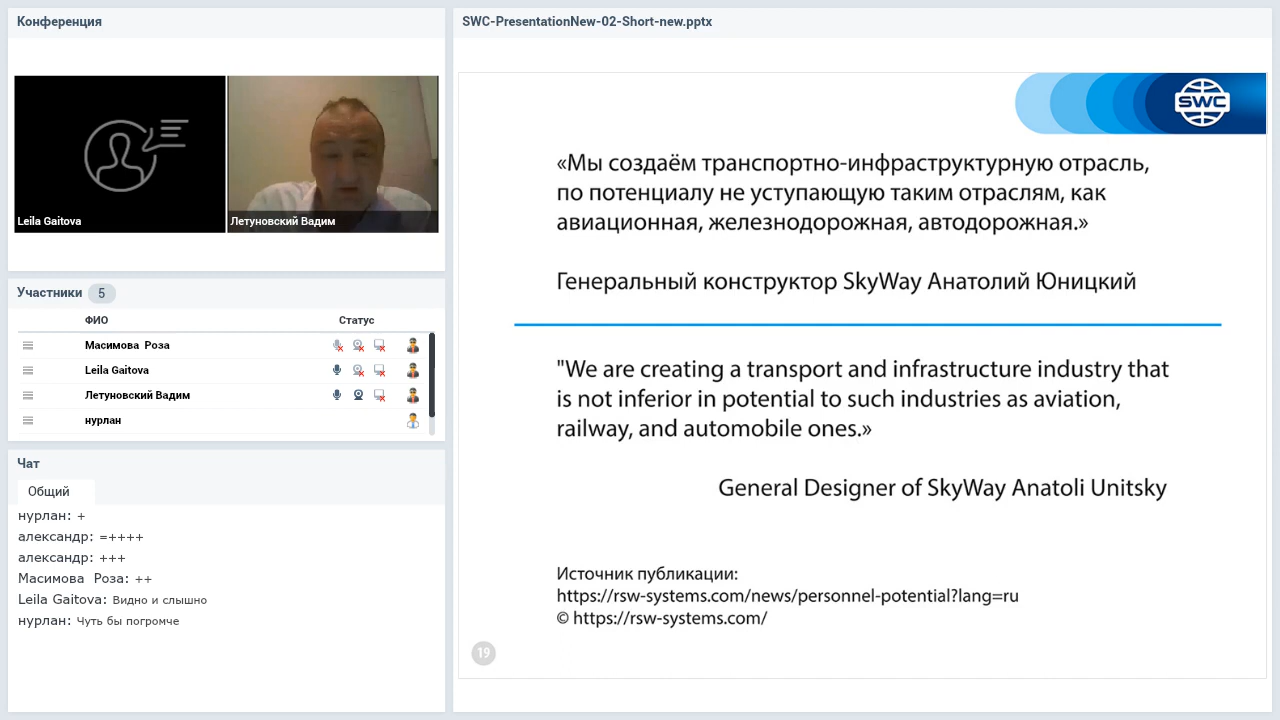 Конференция
Leila Gaitova
Летуновский Вадим
Участники 5
ФИО Статус
Масимова Роза
Leila Gaitova
Летуновский Вадим
нурлан
Чат
Общий
нурлан: +
александр: =++++
александр: +++
Масимова Роза: ++
Leila Gaitova: Видно и слышно
нурлан: Чуть бы погромче
SWC-PresentationNew-02-Short-new.pptx
SWC
«Мы создаём транспортно-инфраструктурную отрасль,
по потенциалу не уступающую таким отраслям, как
авиационная, железнодорожная, автодорожная.»
Генеральный конструктор SkyWay Анатолий Юницкий
"We are creating a transport and infrastructure industry that
is not inferior in potential to such industries as aviation,
railway, and automobile ones.»
General Designer of SkyWay Anatoli Unitsky
Источник публикации:
https://rsw-systems.com/news/personnel-potential?lang=ru
© https://rsw-systems.com/
19